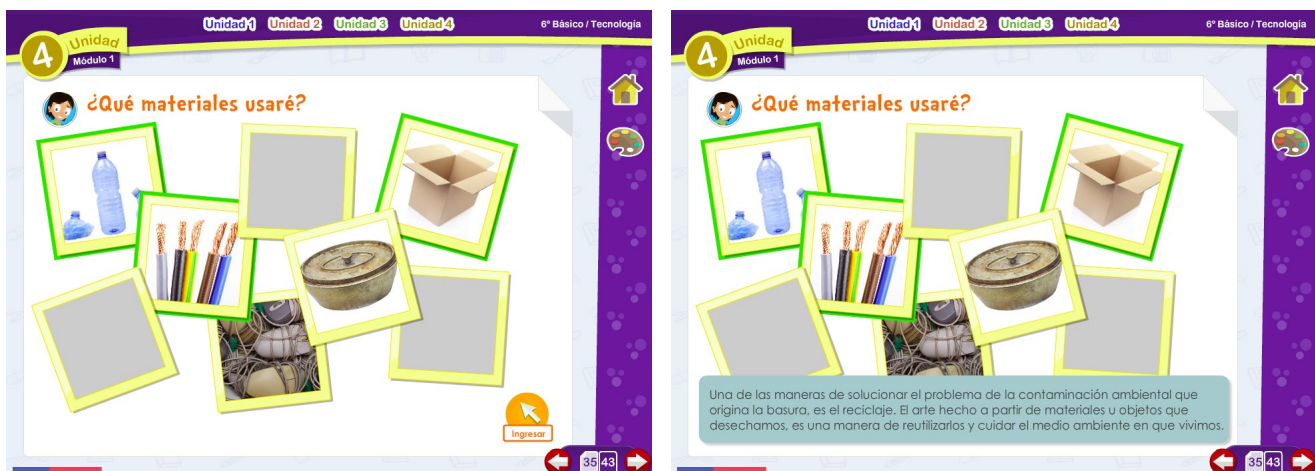 Unidad 1 Unidad 2 Unidad 3 Unidad 4
6º Básico / Tecnología
4 Unidad
Módulo 1
¿Qué materiales usaré?
Ingresar
35 43
Unidad 1 Unidad 2 Unidad 3 Unidad 4
6º Básico / Tecnología
4 Unidad
Módulo 1
¿Qué materiales usaré?
Una de las maneras de solucionar el problema de la contaminación ambiental que
origina la basura, es el reciclaje. El arte hecho a partir de materiales u objetos que
desechamos, es una manera de reutilizarlos y cuidar el medio ambiente en que vivimos.
35 43